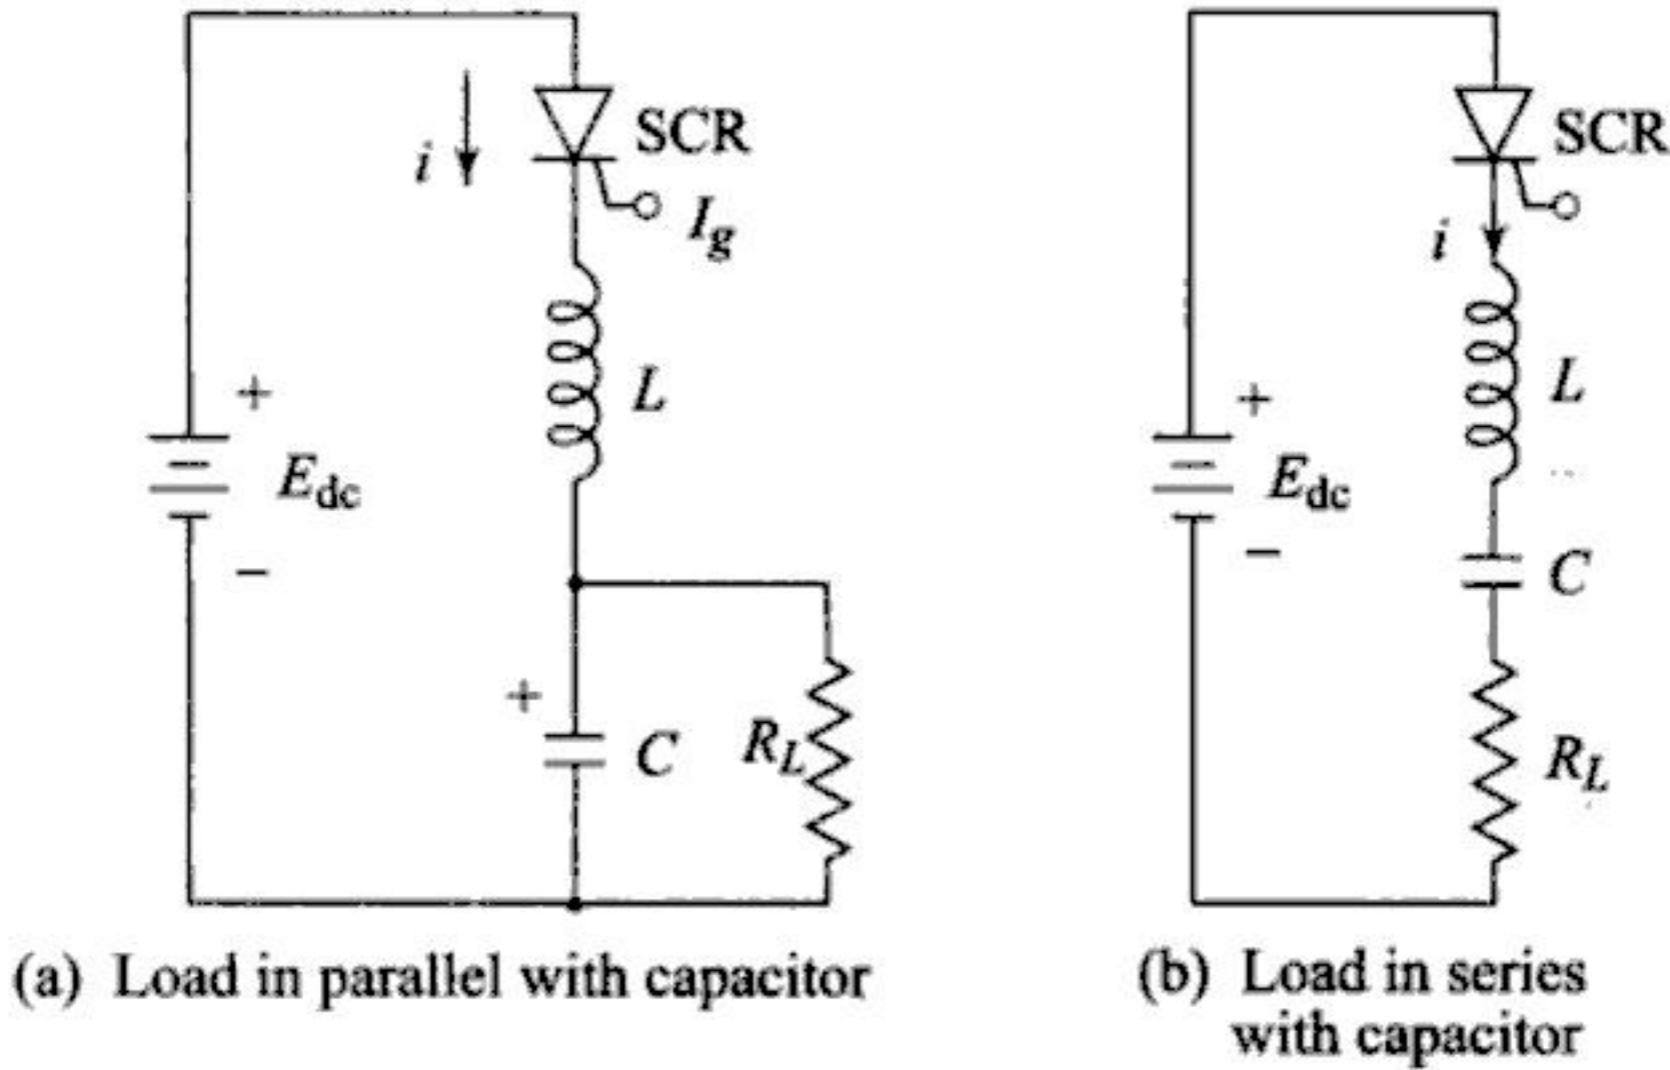 SCR
i
I_g
L
+
E_dc
−
+
C
R_L
(a) Load in parallel with capacitor
SCR
i
L
+
E_dc
−
C
R_L
(b) Load in series
with capacitor